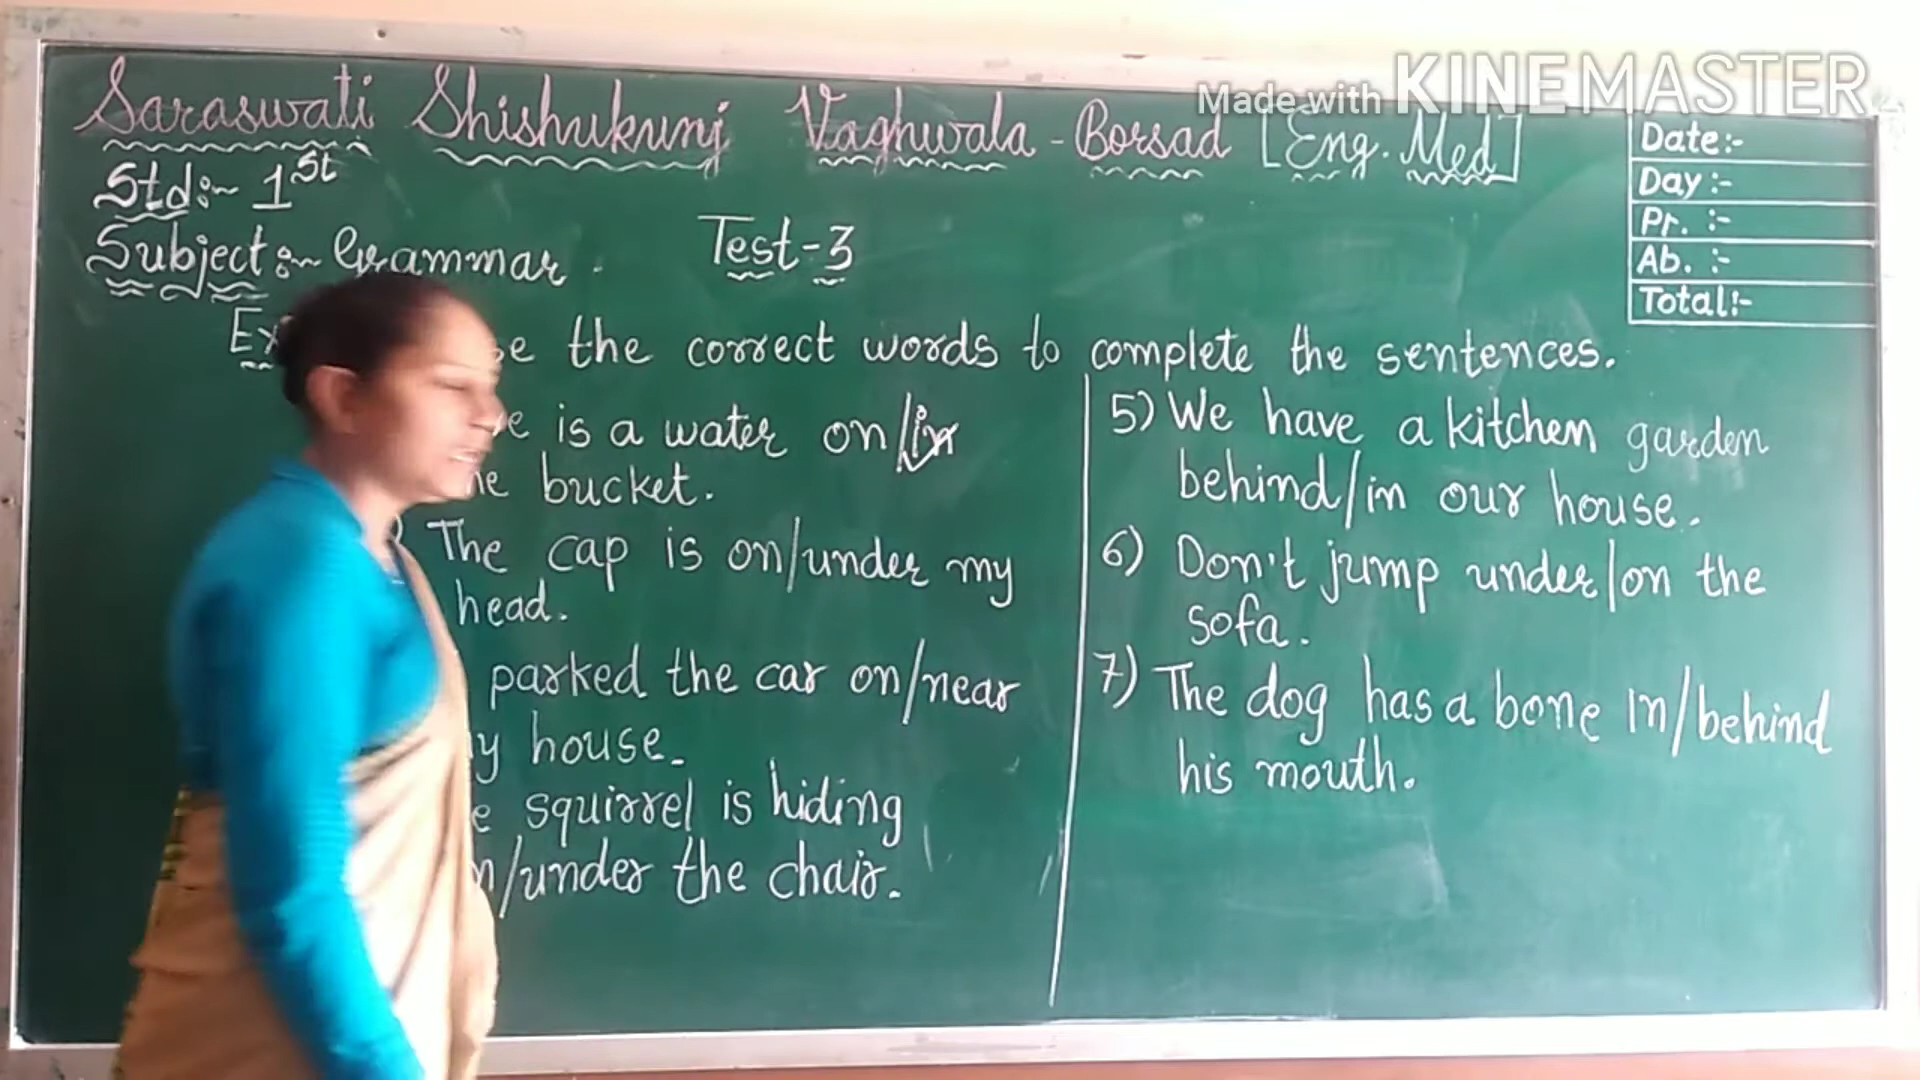 Made with KINEMASTER
Saraswati Shishukunj Vaghwala - Borsad [Eng. Med]
Std:- 1st
Subject:- Grammar.
Test-3
Date:-
Day:-
Pr. :-
Ab. :-
Total:-
the correct words to complete the sentences.
is a water on/in
bucket.
The cap is on/under my
head.
parked the car on/near
house.
squirrel is hiding
/under the chair.
5) We have a kitchen garden
behind/in our house.
6) Don't jump under/on the
sofa.
7) The dog has a bone in/behind
his mouth.